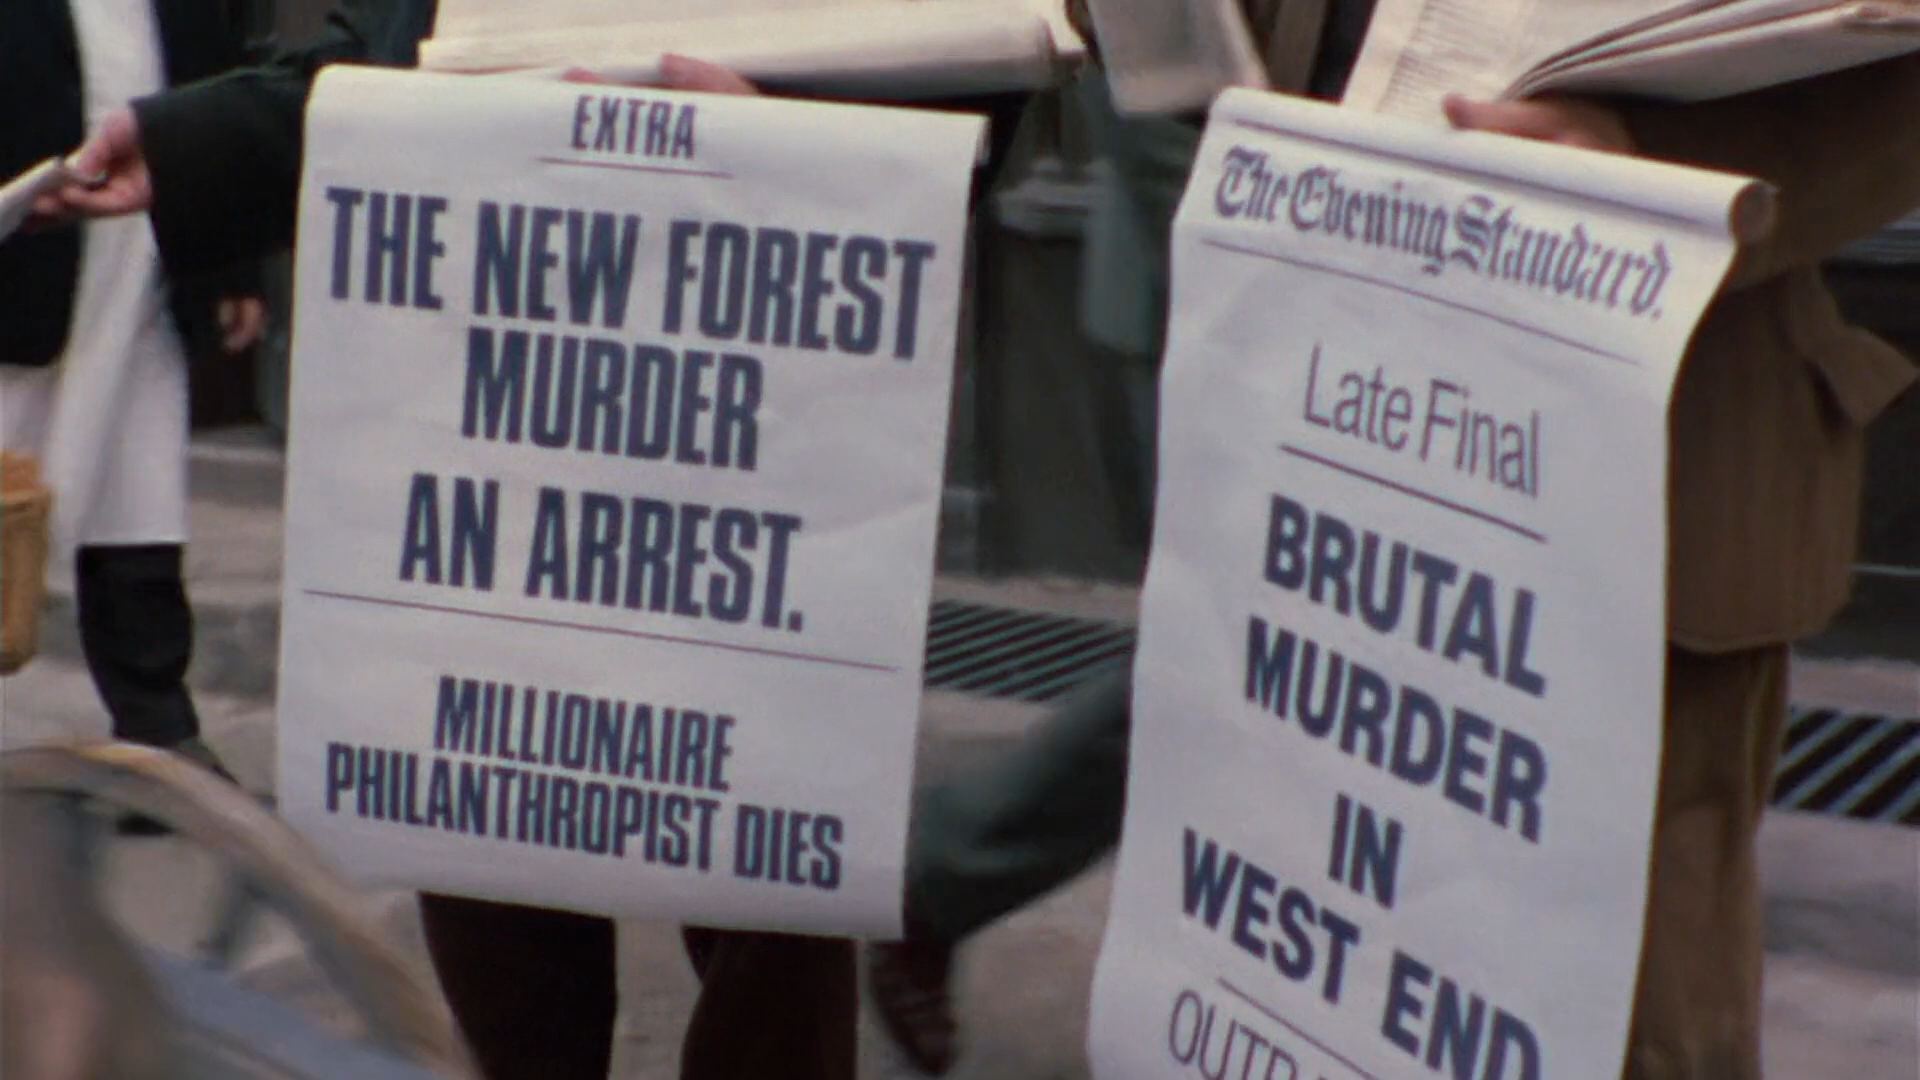 EXTRA
THE NEW FOREST
MURDER
AN ARREST.
MILLIONAIRE
PHILANTHROPIST DIES
The Evening Standard.
Late Final
BRUTAL
MURDER
IN
WEST END